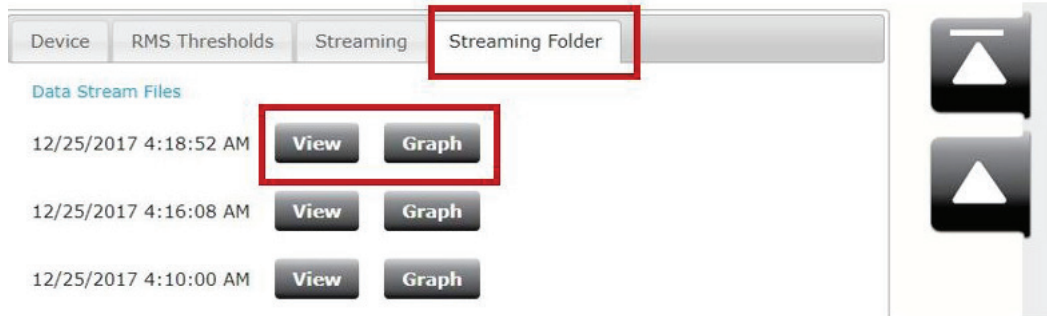 Device RMS Thresholds Streaming Streaming Folder
Data Stream Files
12/25/2017 4:18:52 AM View Graph
12/25/2017 4:16:08 AM View Graph
12/25/2017 4:10:00 AM View Graph